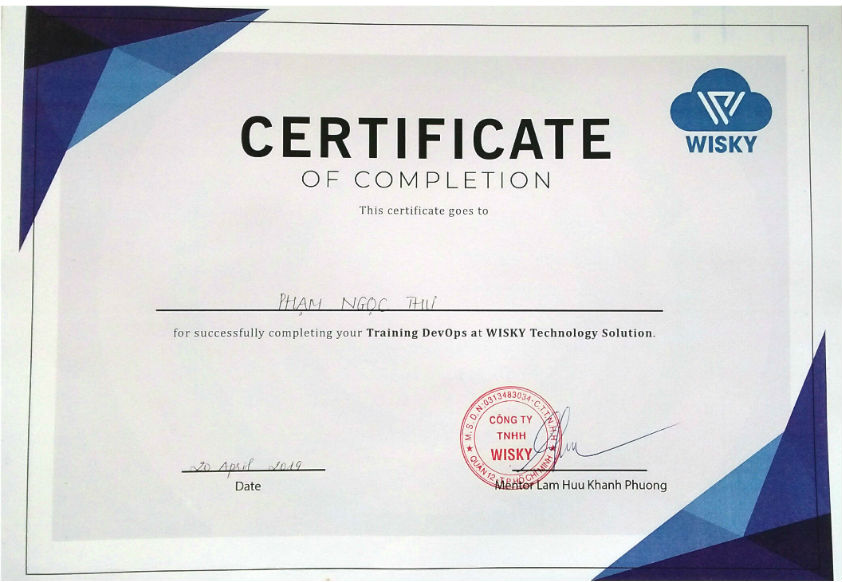 WISKY
CERTIFICATE
OF COMPLETION
This certificate goes to
PHẠM NGỌC THƯ
for successfully completing your Training DevOps at WISKY Technology Solution.
M.S.D.N:0313483034-C.T.T.N.H.H
CÔNG TY
TNHH
WISKY
QUẬN 12-T.P HỒ CHÍ MINH
20 April 2019
Date
Mentor Lam Huu Khanh Phuong